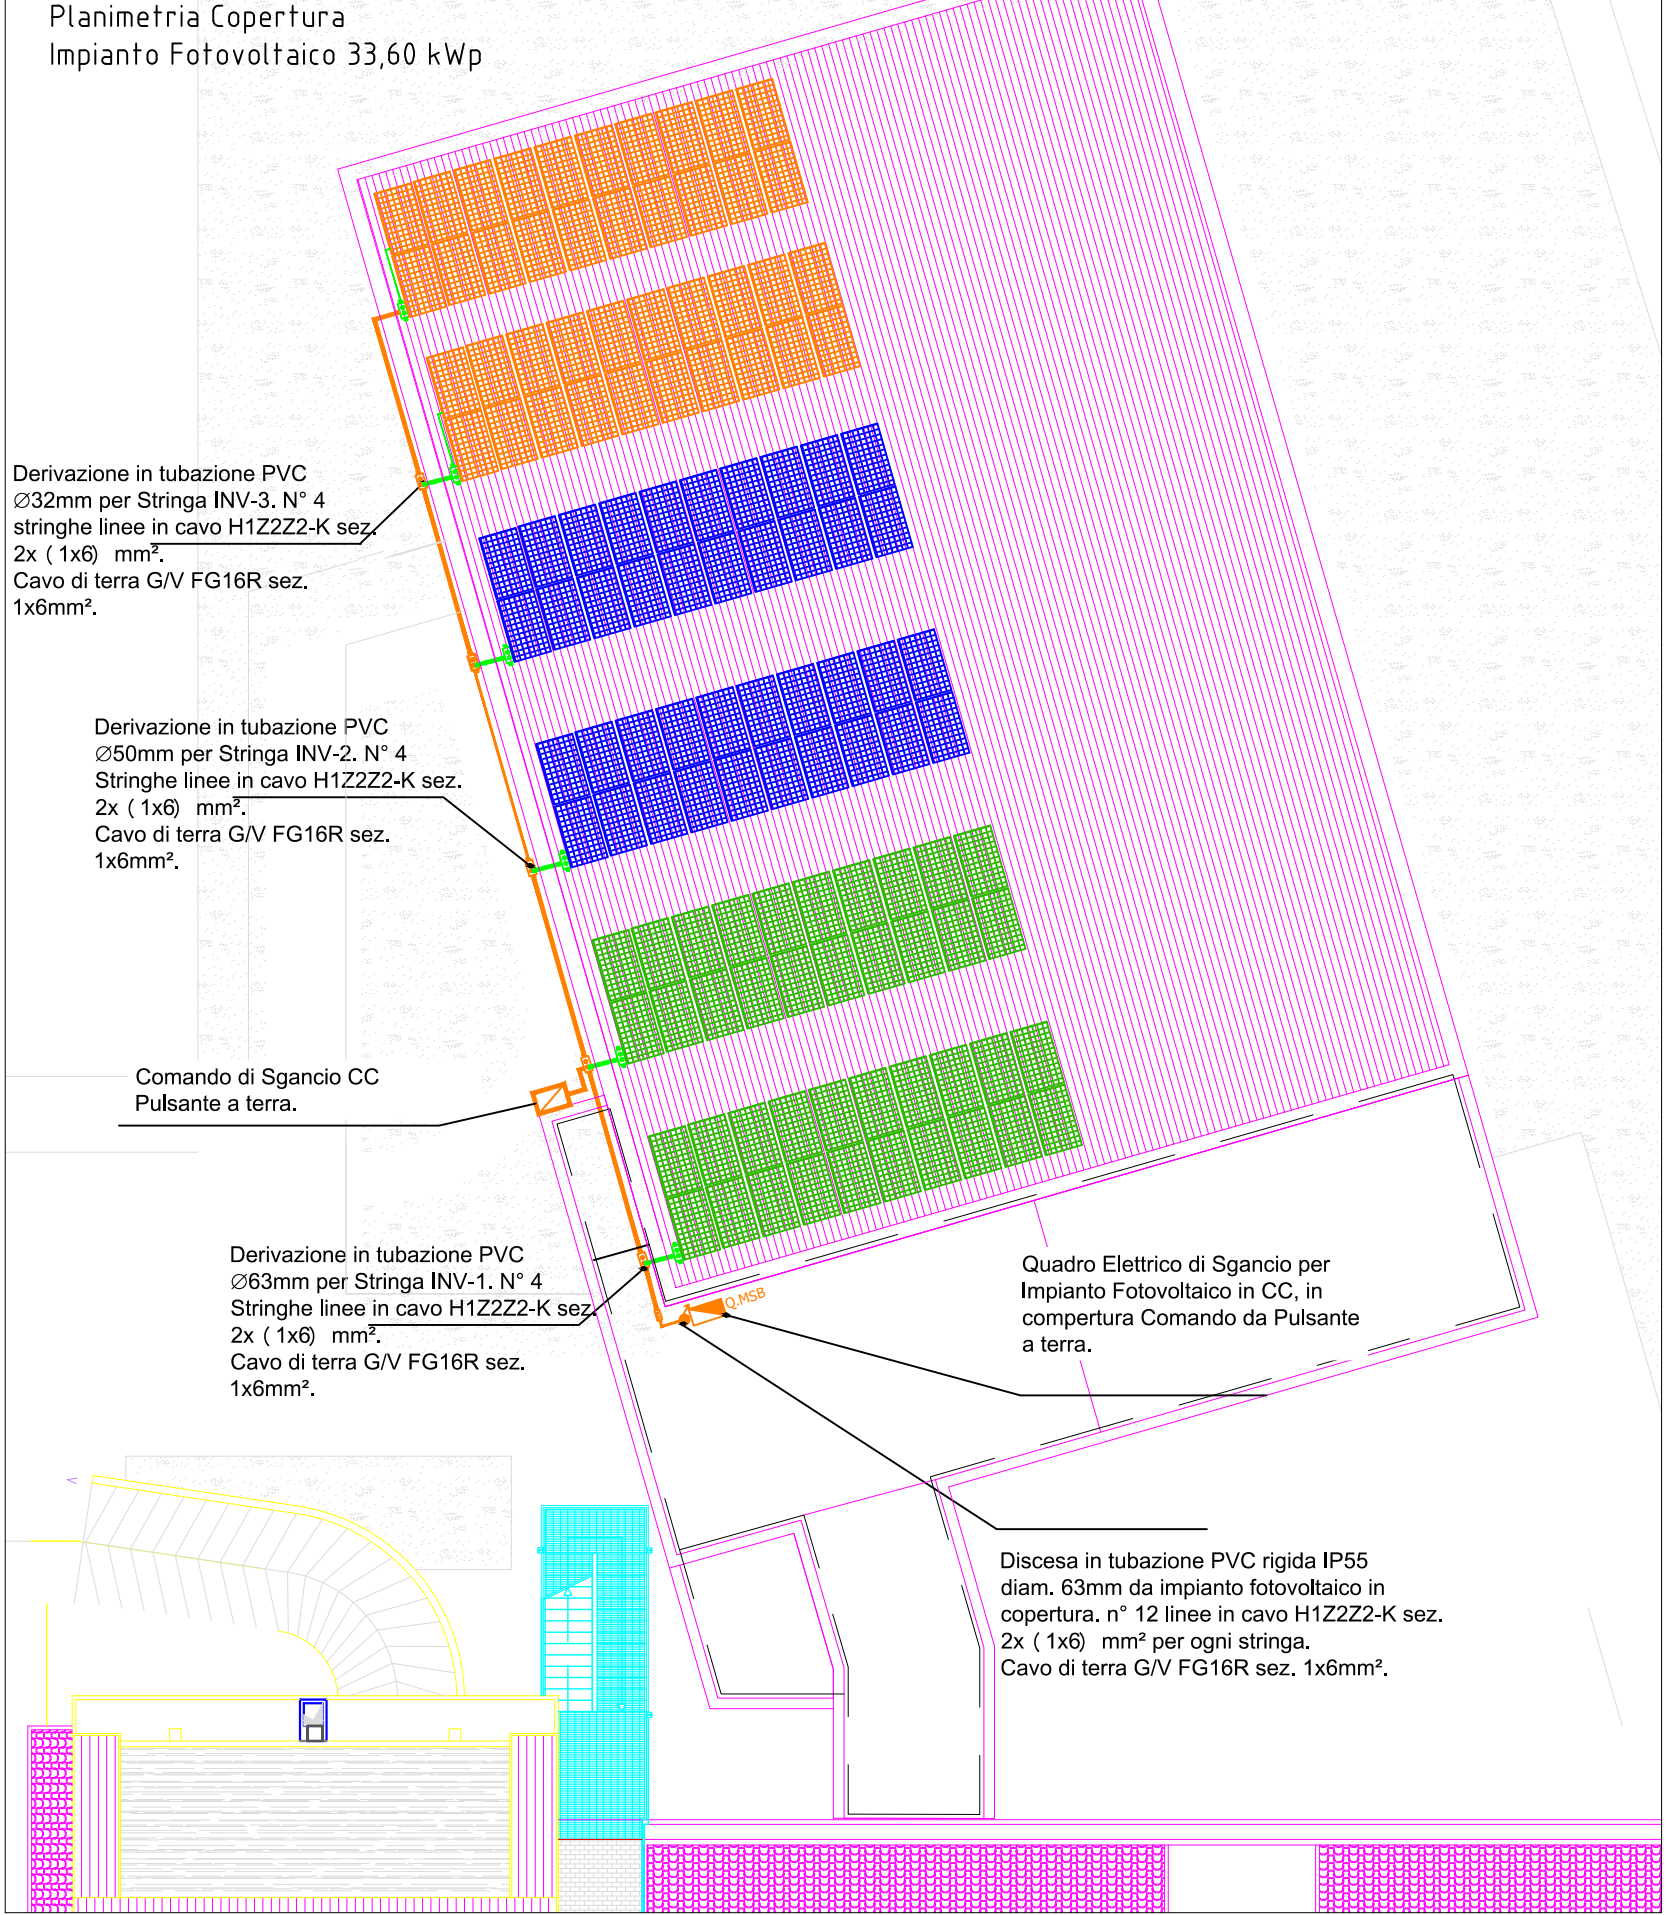 Planimetria Copertura
Impianto Fotovoltaico 33,60 kWp
Derivazione in tubazione PVC
∅32mm per Stringa INV-3. N° 4
stringhe linee in cavo H1Z2Z2-K sez.
2x (1x6) mm².
Cavo di terra G/V FG16R sez.
1x6mm².
Derivazione in tubazione PVC
∅50mm per Stringa INV-2. N° 4
Stringhe linee in cavo H1Z2Z2-K sez.
2x (1x6) mm².
Cavo di terra G/V FG16R sez.
1x6mm².
Comando di Sgancio CC
Pulsante a terra.
Derivazione in tubazione PVC
∅63mm per Stringa INV-1. N° 4
Stringhe linee in cavo H1Z2Z2-K sez.
2x (1x6) mm².
Cavo di terra G/V FG16R sez.
1x6mm².
Q.MSB
Quadro Elettrico di Sgancio per
Impianto Fotovoltaico in CC, in
compertura Comando da Pulsante
a terra.
Discesa in tubazione PVC rigida IP55
diam. 63mm da impianto fotovoltaico in
copertura. n° 12 linee in cavo H1Z2Z2-K sez.
2x (1x6) mm² per ogni stringa.
Cavo di terra G/V FG16R sez. 1x6mm².